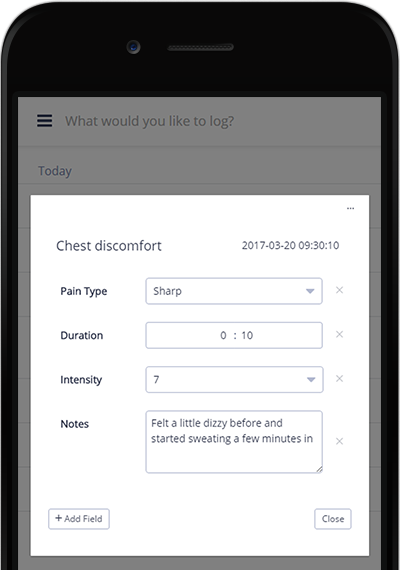 What would you like to log?
Today
...
Chest discomfort 2017-03-20 09:30:10
Pain Type Sharp ×
Duration 0 : 10 ×
Intensity 7 ×
Notes Felt a little dizzy before and
started sweating a few minutes in ×
+ Add Field Close